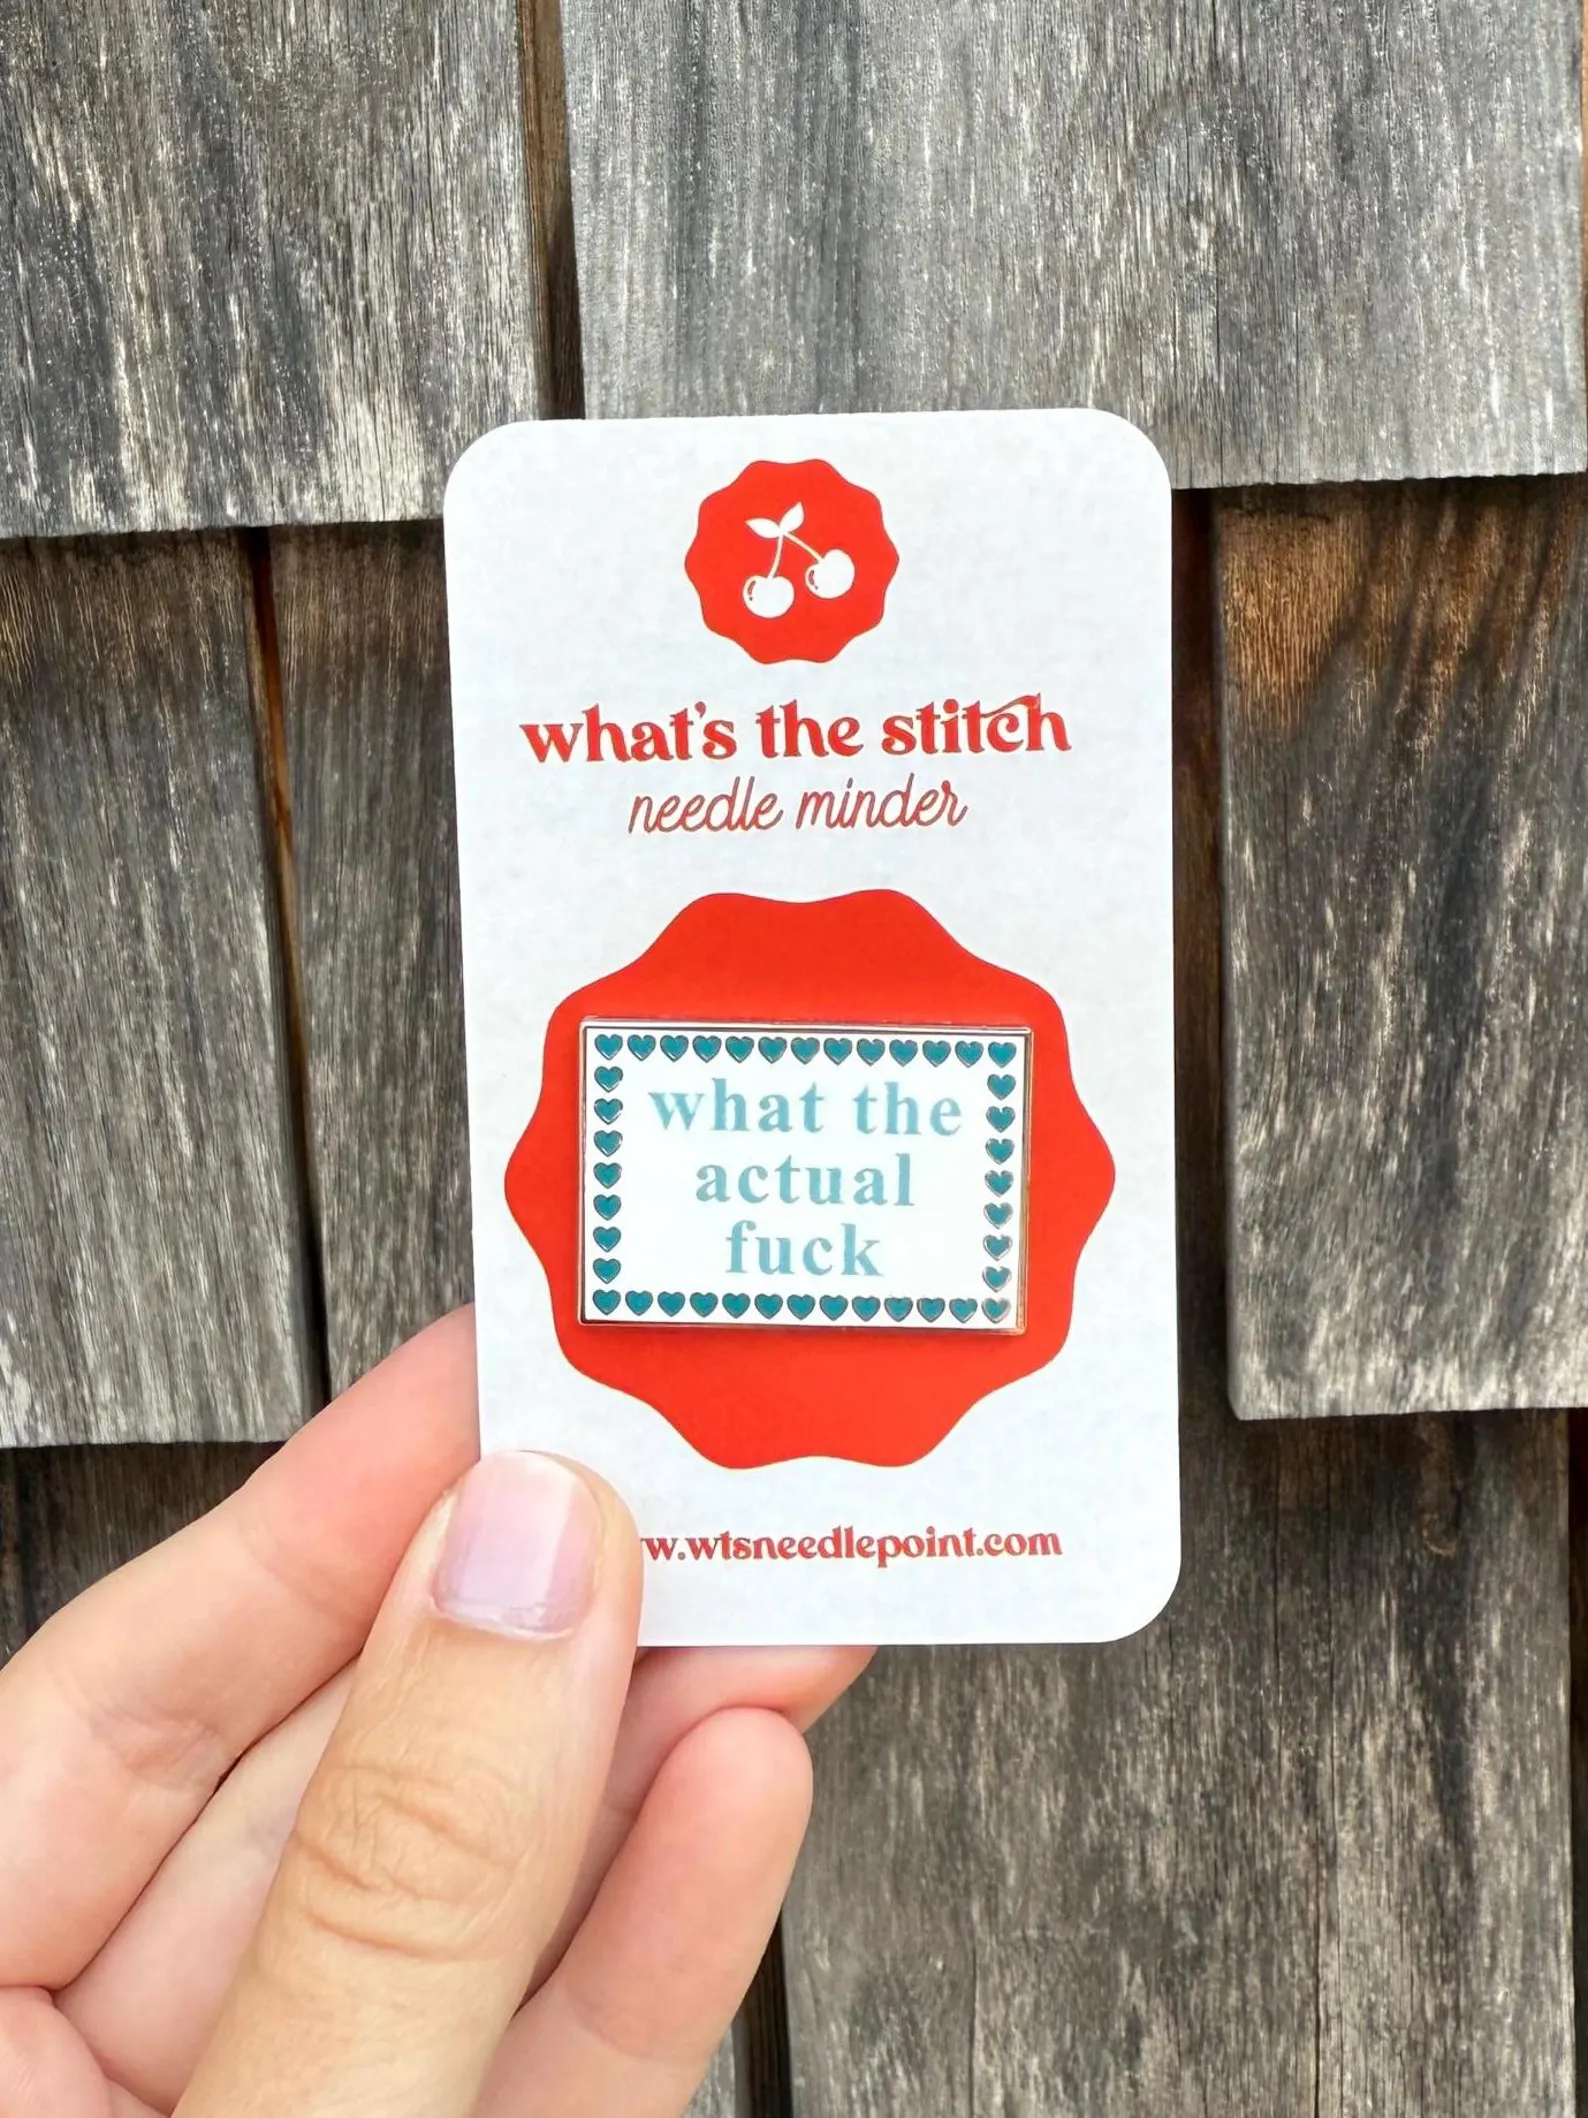 what's the stitch
needle minder
what the
actual
fuck
w.wtsneedlepoint.com